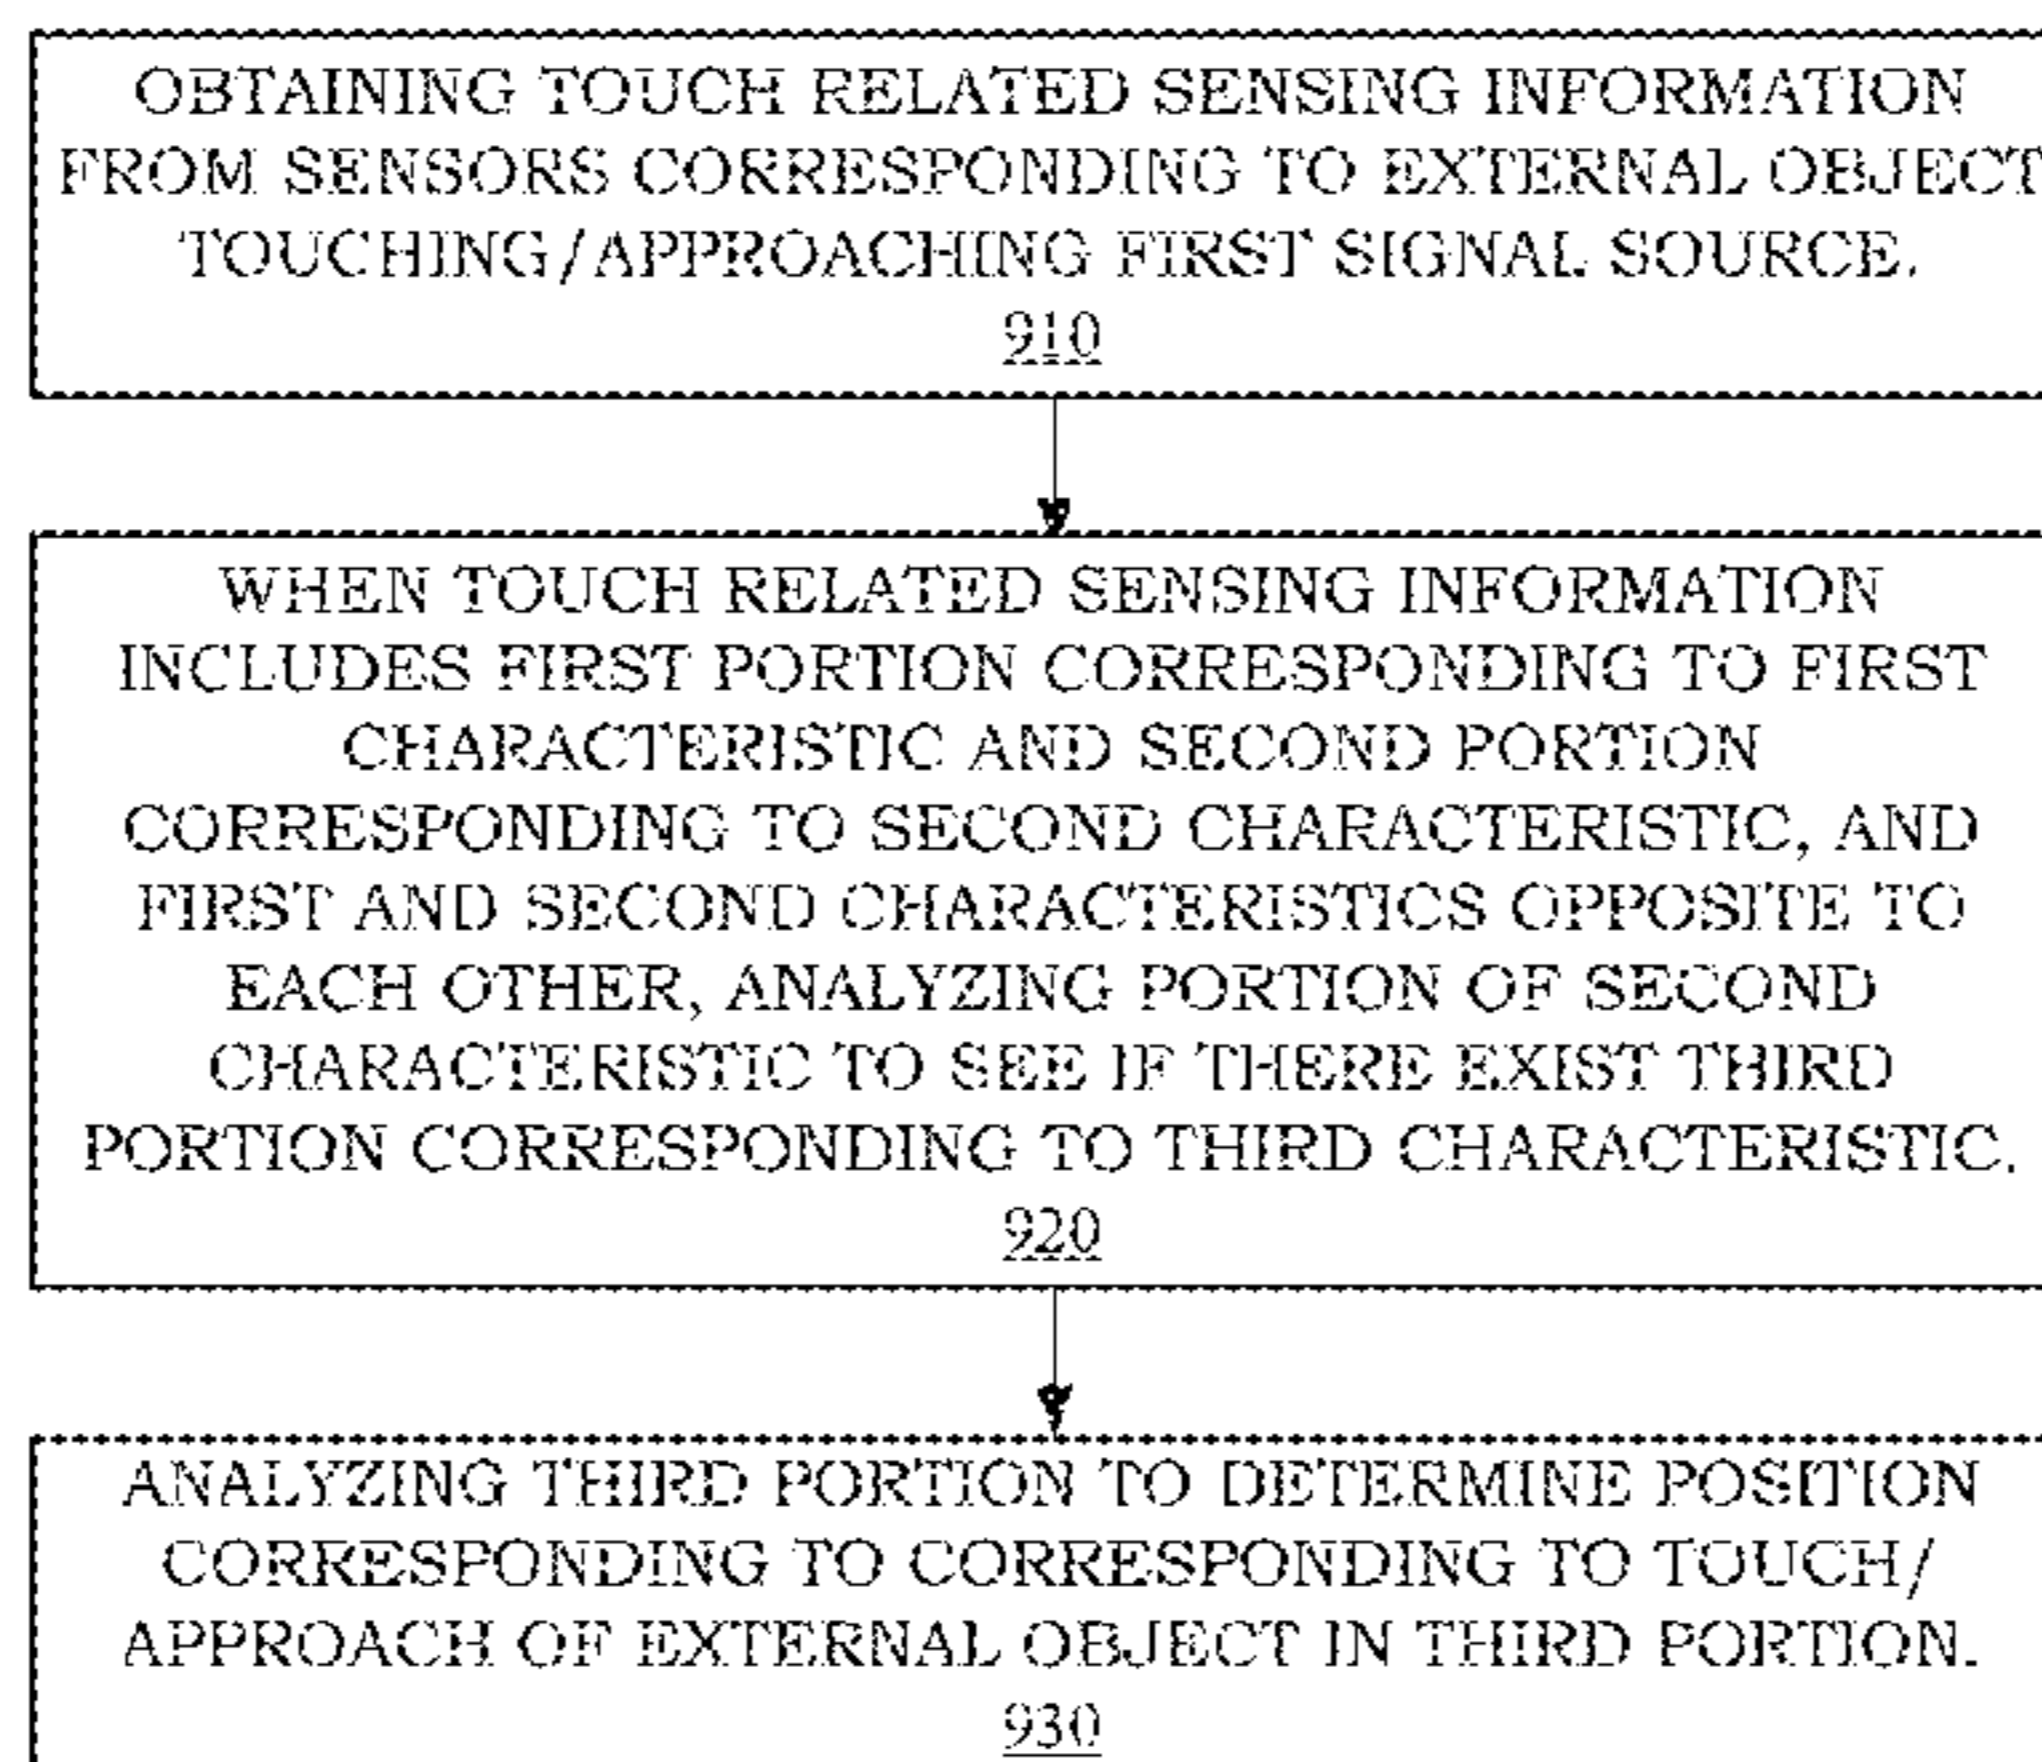 OBTAINING TOUCH RELATED SENSING INFORMATION
FROM SENSORS CORRESPONDING TO EXTERNAL OBJECT
TOUCHING/APPROACHING FIRST SIGNAL SOURCE.
910
WHEN TOUCH RELATED SENSING INFORMATION
INCLUDES FIRST PORTION CORRESPONDING TO FIRST
CHARACTERISTIC AND SECOND PORTION
CORRESPONDING TO SECOND CHARACTERISTIC, AND
FIRST AND SECOND CHARACTERISTICS OPPOSITE TO
EACH OTHER, ANALYZING PORTION OF SECOND
CHARACTERISTIC TO SEE IF THERE EXIST THIRD
PORTION CORRESPONDING TO THIRD CHARACTERISTIC.
920
ANALYZING THIRD PORTION TO DETERMINE POSITION
CORRESPONDING TO CORRESPONDING TO TOUCH/
APPROACH OF EXTERNAL OBJECT IN THIRD PORTION.
930